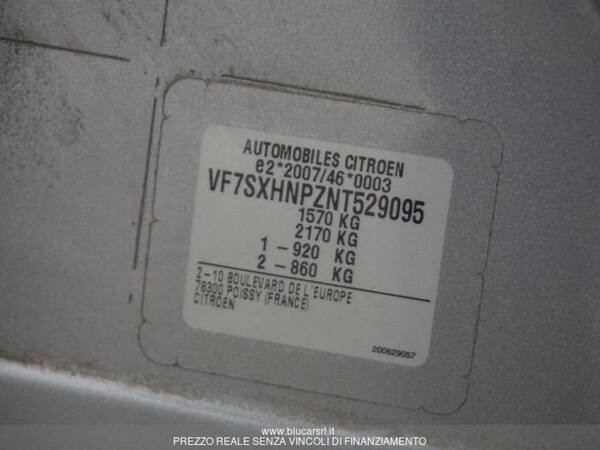 AUTOMOBILES CITROEN
e2*2007/46*0003
VF7SXHNPZNT529095
1570 KG
2170 KG
1 - 920 KG
2 - 860 KG
2-10 BOULEVARD DE L'EUROPE
78300 POISSY (FRANCE)
CITROEN
200629057
www.blucarsrl.it
PREZZO REALE SENZA VINCOLI DI FINANZIAMENTO